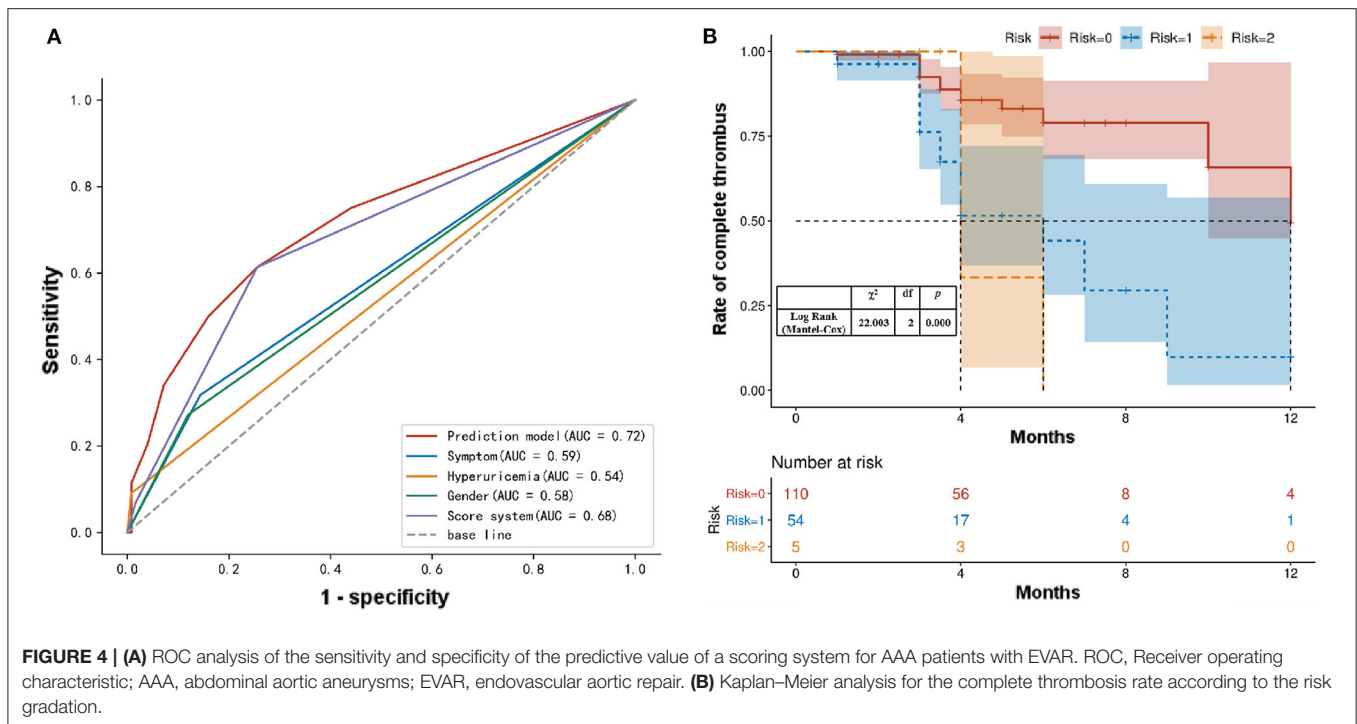 A
Sensitivity
1.0
0.8
0.6
0.4
0.2
0.0
0.0 0.2 0.4 0.6 0.8 1.0
1 - specificity
Prediction model(AUC = 0.72)
Symptom(AUC = 0.59)
Hyperuricemia(AUC = 0.54)
Gender(AUC = 0.58)
Score system(AUC = 0.68)
base line
B
Risk Risk=0 Risk=1 Risk=2
Rate of complete thrombus
1.00
0.75
0.50
0.25
0.00
χ² df p
Log Rank
(Mantel-Cox) 22.003 2 0.000
0 4 8 12
Months
Number at risk
Risk
Risk=0 110 56 8 4
Risk=1 54 17 4 1
Risk=2 5 3 0 0
0 4 8 12
Months
FIGURE 4 | (A) ROC analysis of the sensitivity and specificity of the predictive value of a scoring system for AAA patients with EVAR. ROC, Receiver operating
characteristic; AAA, abdominal aortic aneurysms; EVAR, endovascular aortic repair. (B) Kaplan–Meier analysis for the complete thrombosis rate according to the risk
gradation.